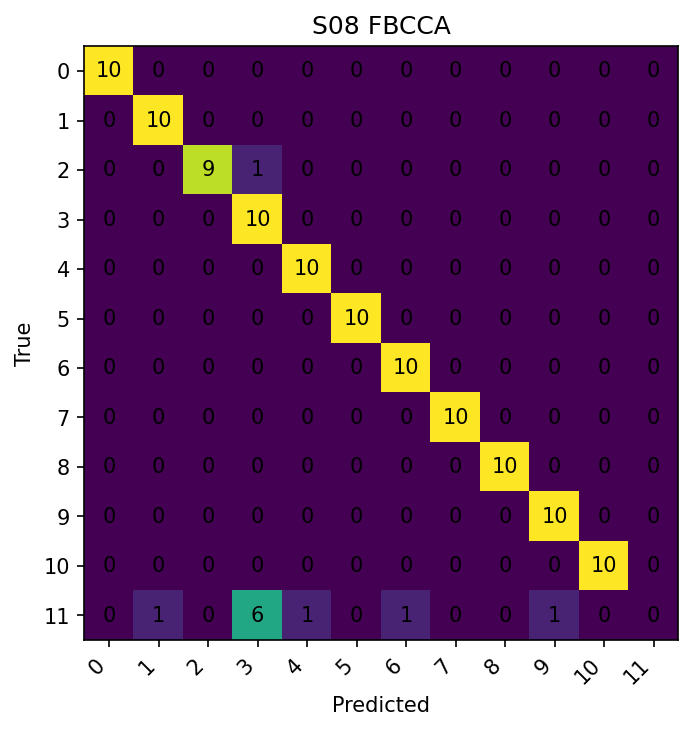 S08 FBCCA
0 10 0 0 0 0 0 0 0 0 0 0 0
1 0 10 0 0 0 0 0 0 0 0 0 0
2 0 0 9 1 0 0 0 0 0 0 0 0
3 0 0 0 10 0 0 0 0 0 0 0 0
4 0 0 0 0 10 0 0 0 0 0 0 0
5 0 0 0 0 0 10 0 0 0 0 0 0
6 0 0 0 0 0 0 10 0 0 0 0 0
7 0 0 0 0 0 0 0 10 0 0 0 0
8 0 0 0 0 0 0 0 0 10 0 0 0
9 0 0 0 0 0 0 0 0 0 10 0 0
10 0 0 0 0 0 0 0 0 0 0 10 0
11 0 1 0 6 1 0 1 0 0 1 0 0
True
0 1 2 3 4 5 6 7 8 9 10 11
Predicted